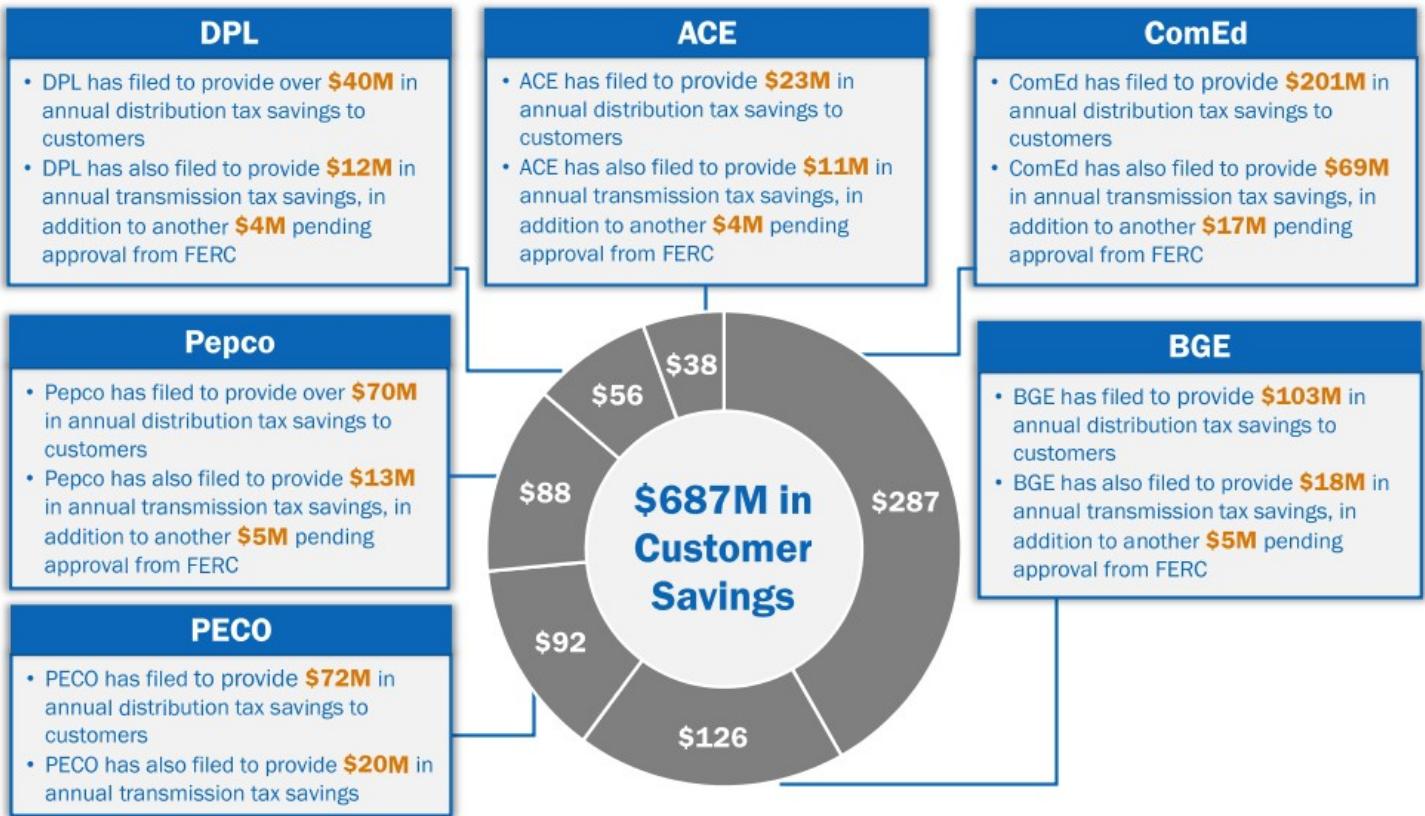 DPL
• DPL has filed to provide over $40M in
annual distribution tax savings to
customers
• DPL has also filed to provide $12M in
annual transmission tax savings, in
addition to another $4M pending
approval from FERC
ACE
• ACE has filed to provide $23M in
annual distribution tax savings to
customers
• ACE has also filed to provide $11M in
annual transmission tax savings, in
addition to another $4M pending
approval from FERC
ComEd
• ComEd has filed to provide $201M in
annual distribution tax savings to
customers
• ComEd has also filed to provide $69M
in annual transmission tax savings, in
addition to another $17M pending
approval from FERC
Pepco
• Pepco has filed to provide over $70M
in annual distribution tax savings to
customers
• Pepco has also filed to provide $13M
in annual transmission tax savings, in
addition to another $5M pending
approval from FERC
BGE
• BGE has filed to provide $103M in
annual distribution tax savings to
customers
• BGE has also filed to provide $18M in
annual transmission tax savings, in
addition to another $5M pending
approval from FERC
PECO
• PECO has filed to provide $72M in
annual distribution tax savings to
customers
• PECO has also filed to provide $20M in
annual transmission tax savings
$38
$56
$88
$287
$92
$126
$687M in
Customer
Savings